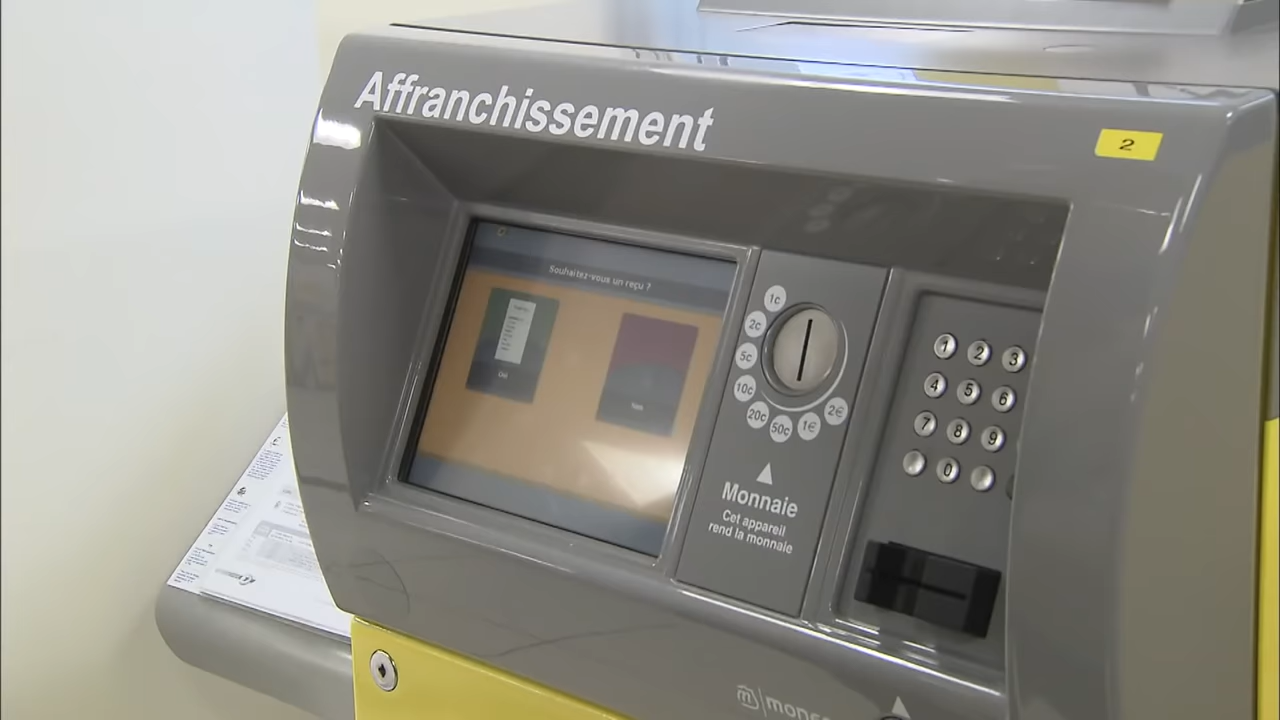 Affranchissement
2
Souhaitez-vous un reçu ?
Oui
Non
1c
2c
5c
10c
20c
50c
1€
2€
Monnaie
Cet appareil
rend la monnaie
1 2 3
4 5 6
7 8 9
0